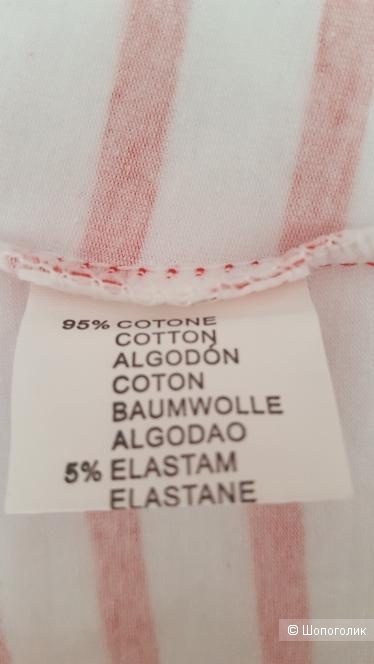 95% COTONE
COTTON
ALGODÓN
COTON
BAUMWOLLE
ALGODAO
5% ELASTAM
ELASTANE
© Шопоголик